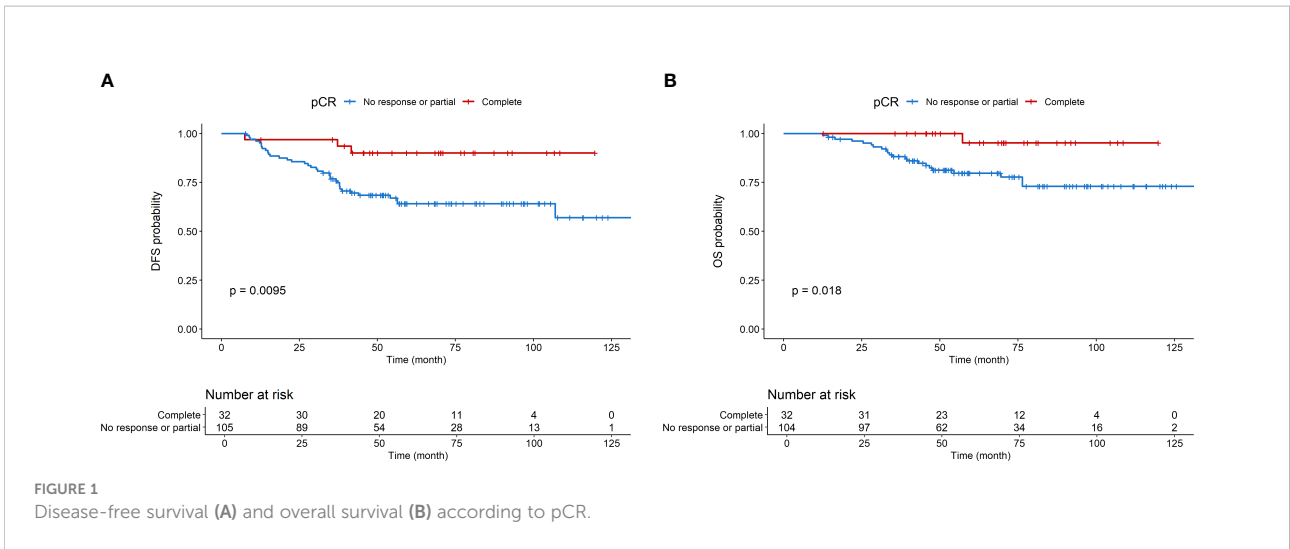 A
pCR No response or partial Complete
1.00
0.75
0.50
0.25
0.00
DFS probability
p = 0.0095
0 25 50 75 100 125
Time (month)
Number at risk
Complete 32 30 20 11 4 0
No response or partial 105 89 54 28 13 1
0 25 50 75 100 125
Time (month)
B
pCR No response or partial Complete
1.00
0.75
0.50
0.25
0.00
OS probability
p = 0.018
0 25 50 75 100 125
Time (month)
Number at risk
Complete 32 31 23 12 4 0
No response or partial 104 97 62 34 16 2
0 25 50 75 100 125
Time (month)
FIGURE 1
Disease-free survival (A) and overall survival (B) according to pCR.